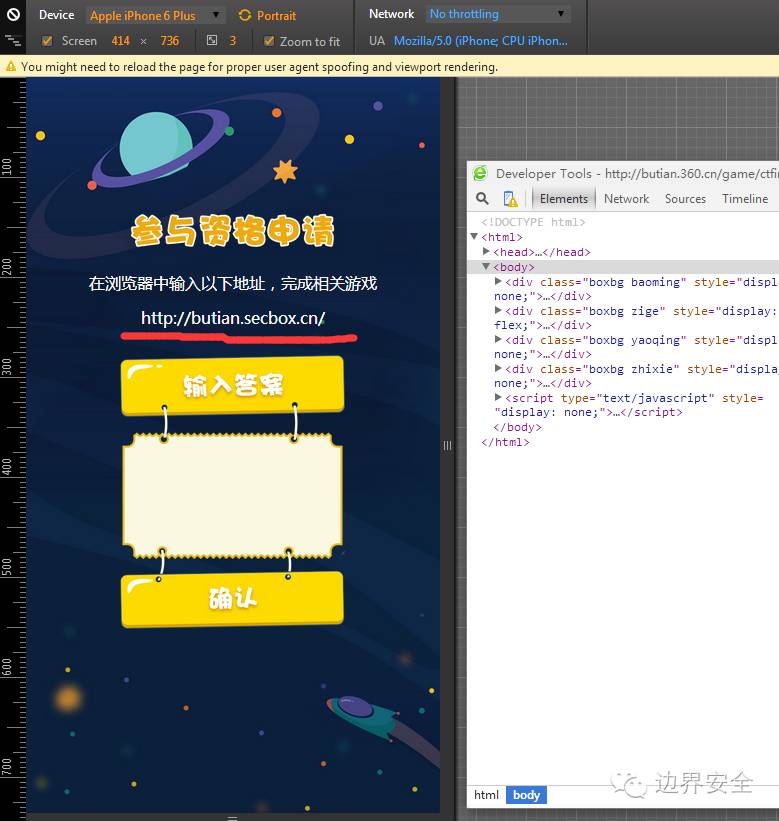 Device Apple iPhone 6 Plus ▼ Portrait Network No throttling ▼
Screen 414 × 736 3 Zoom to fit UA Mozilla/5.0 (iPhone; CPU iPhon...
You might need to reload the page for proper user agent spoofing and viewport rendering.
100
200
300
400
500
600
700
参与资格申请
在浏览器中输入以下地址，完成相关游戏
http://butian.secbox.cn/
输入答案
确认
Developer Tools - http://butian.360.cn/game/ctfin
Elements Network Sources Timeline
<!DOCTYPE html>
▼<html>
▶<head>…</head>
▼<body>
▶<div class="boxbg baoming" style="displ
none;">…</div>
▶<div class="boxbg zige" style="display:
flex;">…</div>
▶<div class="boxbg yaoqing" style="displ
none;">…</div>
▶<div class="boxbg zhixie" style="displa
none;">…</div>
▶<script type="text/javascript" style=
"display: none;">…</script>
</body>
</html>
html body
边界安全